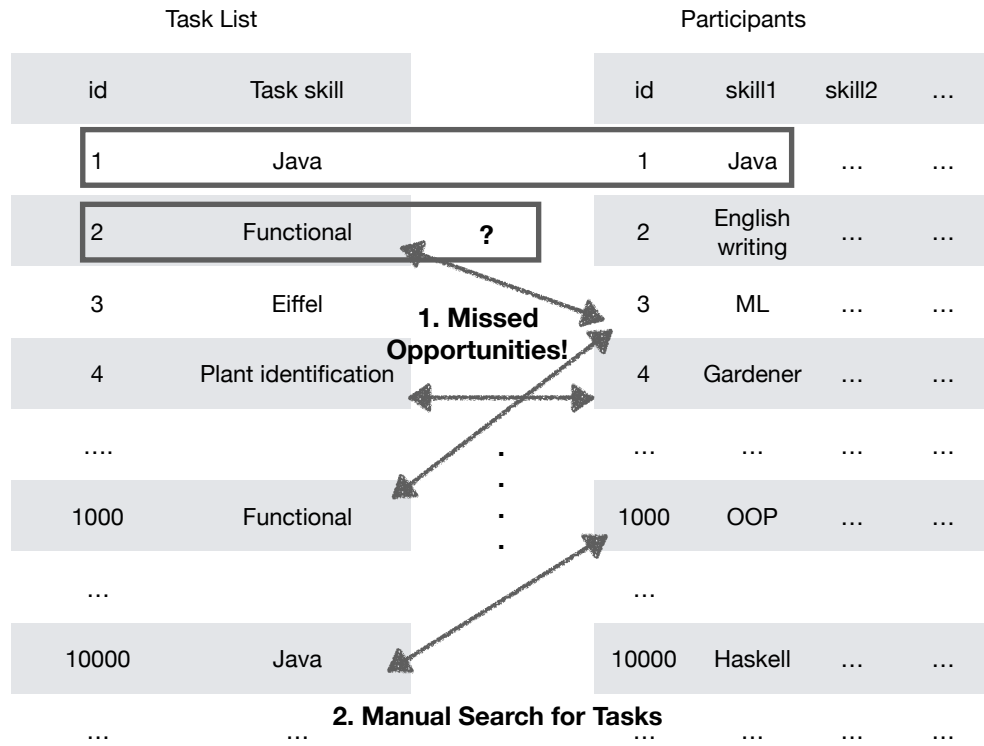 Task List Participants
id Task skill id skill1 skill2 …
1 Java 1 Java … …
2 Functional ? 2 English writing … …
3 Eiffel 3 ML … …
1. Missed
Opportunities!
4 Plant identification 4 Gardener … …
…. … … … …
.
.
.
.
1000 Functional 1000 OOP … …
… …
10000 Java 10000 Haskell … …
2. Manual Search for Tasks
… … … … … …